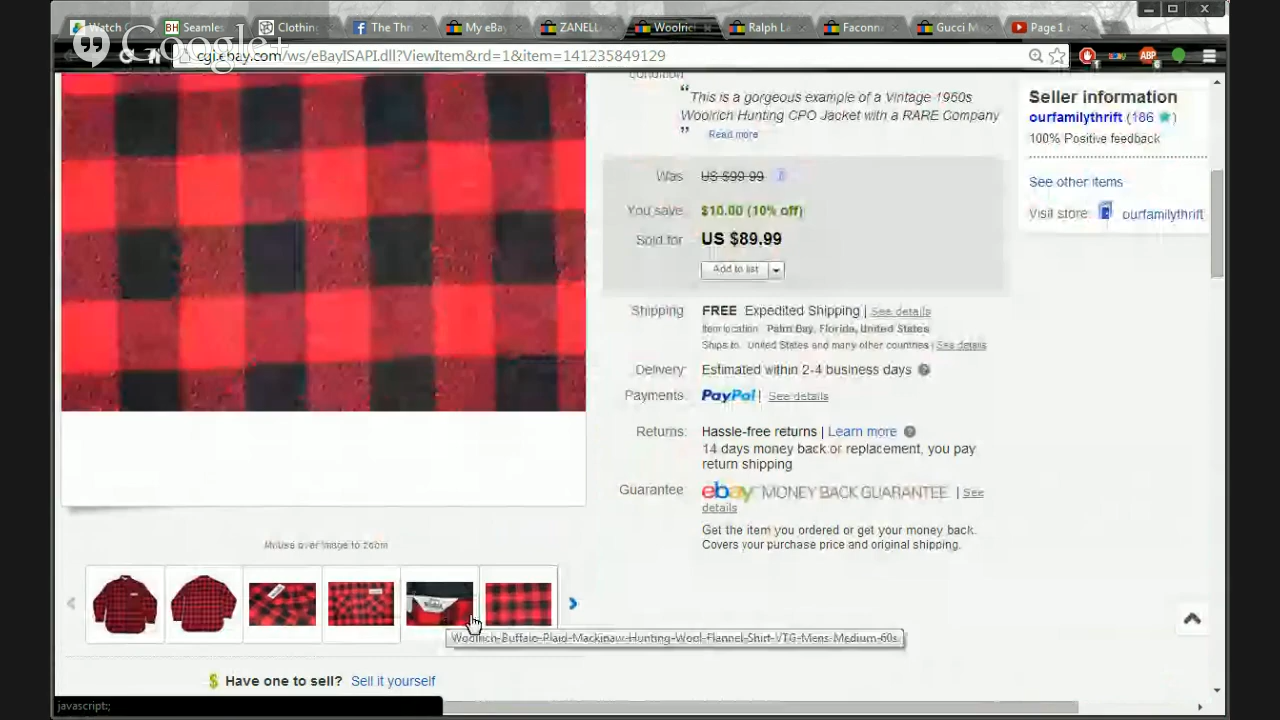 Watch
Seamles
Clothing
The Thr
My eBa
ZANELL
Woolric
Ralph La
Faconn
Gucci M
Page 1
Google+
cgi.ebay.com/ws/eBayISAPI.dll?ViewItem&rd=1&item=141235849129
condition
"This is a gorgeous example of a Vintage 1960s
Woolrich Hunting CPO Jacket with a RARE Company
" Read more
Was US $99.99
You save: $10.00 (10% off)
Sold for US $89.99
Add to list
Shipping: FREE Expedited Shipping | See details
Item location: Palm Bay, Florida, United States
Ships to: United States and many other countries | See details
Delivery: Estimated within 2-4 business days
Payments: PayPal | See details
Returns: Hassle-free returns | Learn more
14 days money back or replacement, you pay
return shipping
Guarantee ebay MONEY BACK GUARANTEE | See
details
Get the item you ordered or get your money back.
Covers your purchase price and original shipping.
Seller information
ourfamilythrift (186)
100% Positive feedback
See other items
Visit store: ourfamilythrift
Mouse over image to zoom
Woolrich-Buffalo-Plaid-Mackinaw-Hunting-Wool-Flannel-Shirt-VTG-Mens-Medium-60s
$ Have one to sell? Sell it yourself
javascript:;